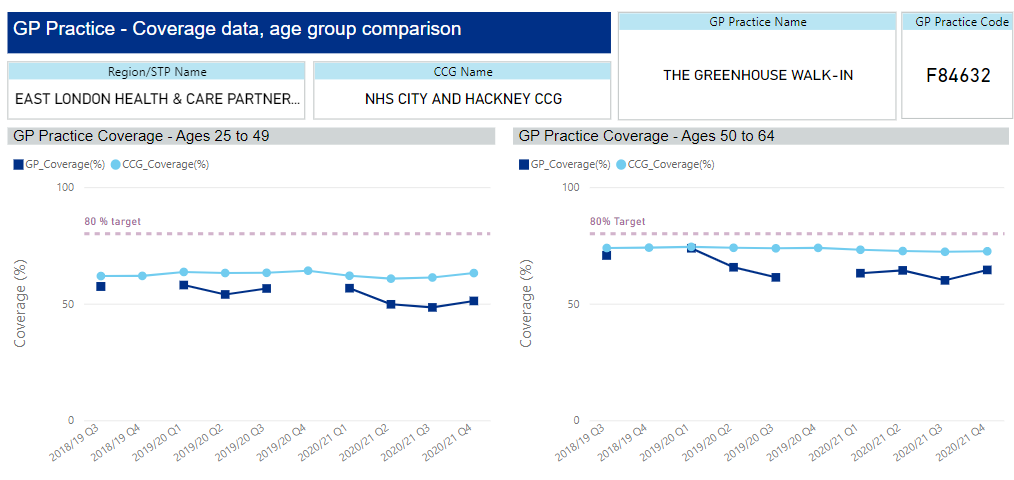 GP Practice - Coverage data, age group comparison
GP Practice Name
THE GREENHOUSE WALK-IN
GP Practice Code
F84632
Region/STP Name
EAST LONDON HEALTH & CARE PARTNER...
CCG Name
NHS CITY AND HACKNEY CCG
GP Practice Coverage - Ages 25 to 49
GP_Coverage(%) CCG_Coverage(%)
100
80 % target
50
0
Coverage (%)
2018/19 Q3
2018/19 Q4
2019/20 Q1
2019/20 Q2
2019/20 Q3
2019/20 Q4
2020/21 Q1
2020/21 Q2
2020/21 Q3
2020/21 Q4
GP Practice Coverage - Ages 50 to 64
GP_Coverage(%) CCG_Coverage(%)
100
80% Target
50
0
Coverage (%)
2018/19 Q3
2018/19 Q4
2019/20 Q1
2019/20 Q2
2019/20 Q3
2019/20 Q4
2020/21 Q1
2020/21 Q2
2020/21 Q3
2020/21 Q4